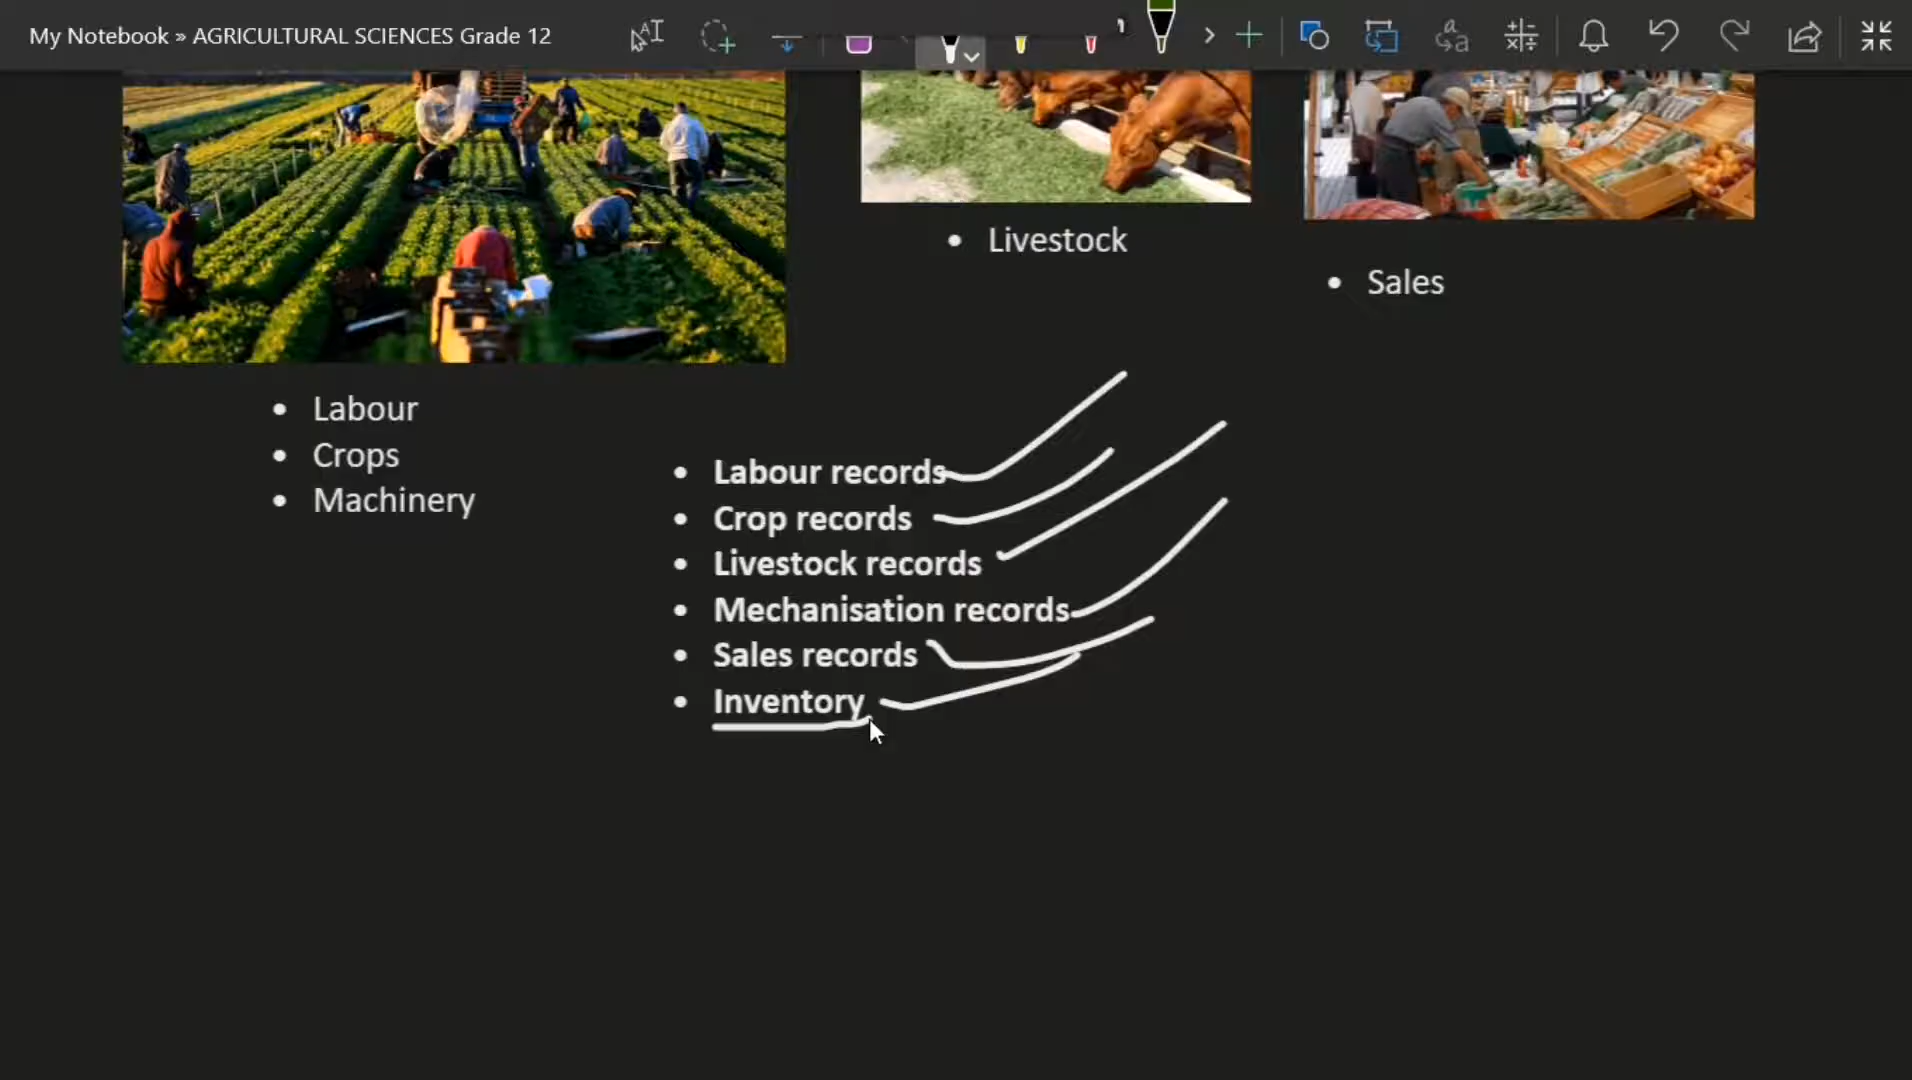 My Notebook » AGRICULTURAL SCIENCES Grade 12
• Livestock
• Sales
• Labour
• Crops
• Machinery
• Labour records
• Crop records
• Livestock records
• Mechanisation records
• Sales records
• Inventory